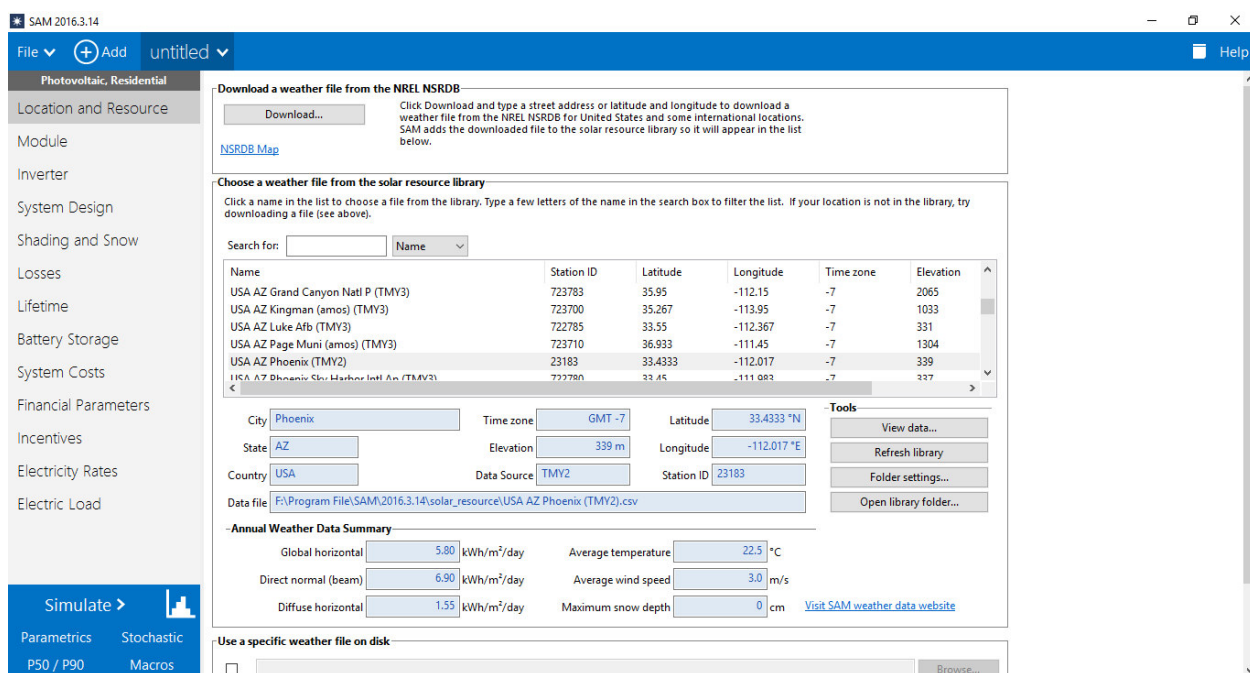 SAM 2016.3.14
File Add untitled Help
Photovoltaic, Residential
Location and Resource
Module
Inverter
System Design
Shading and Snow
Losses
Lifetime
Battery Storage
System Costs
Financial Parameters
Incentives
Electricity Rates
Electric Load
Simulate >
Parametrics Stochastic
P50 / P90 Macros
Download a weather file from the NREL NSRDB
Download...
Click Download and type a street address or latitude and longitude to download a
weather file from the NREL NSRDB for United States and some international locations.
SAM adds the downloaded file to the solar resource library so it will appear in the list
below.
NSRDB Map
Choose a weather file from the solar resource library
Click a name in the list to choose a file from the library. Type a few letters of the name in the search box to filter the list. If your location is not in the library, try
downloading a file (see above).
Search for: Name
Name Station ID Latitude Longitude Time zone Elevation
USA AZ Grand Canyon Natl P (TMY3) 723783 35.95 -112.15 -7 2065
USA AZ Kingman (amos) (TMY3) 723700 35.267 -113.95 -7 1033
USA AZ Luke Afb (TMY3) 722785 33.55 -112.367 -7 331
USA AZ Page Muni (amos) (TMY3) 723710 36.933 -111.45 -7 1304
USA AZ Phoenix (TMY2) 23183 33.4333 -112.017 -7 339
USA AZ Phoenix Sky Harbor Intl Ap (TMY3) 722780 33.45 -111.983 -7 337
City Phoenix Time zone GMT -7 Latitude 33.4333 °N
State AZ Elevation 339 m Longitude -112.017 °E
Country USA Data Source TMY2 Station ID 23183
Data file F:\Program File\SAM\2016.3.14\solar_resource\USA AZ Phoenix (TMY2).csv
Tools
View data...
Refresh library
Folder settings...
Open library folder...
Annual Weather Data Summary
Global horizontal 5.80 kWh/m²/day Average temperature 22.5 °C
Direct normal (beam) 6.90 kWh/m²/day Average wind speed 3.0 m/s
Diffuse horizontal 1.55 kWh/m²/day Maximum snow depth 0 cm Visit SAM weather data website
Use a specific weather file on disk
Browse...